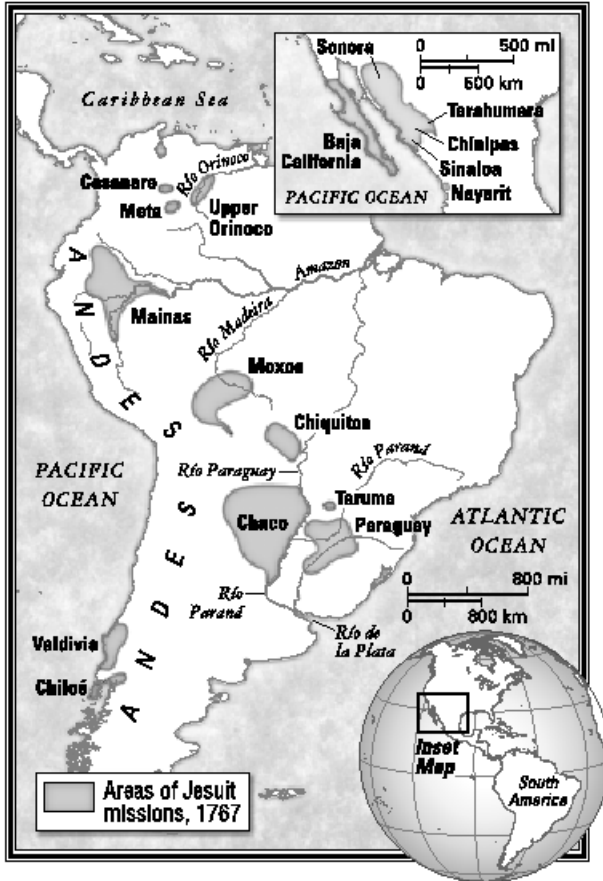 Sonora
0 500 mi
0 500 km
Tarahumara
Chínipas
Sinaloa
Nayarit
Baja
California
PACIFIC OCEAN
Caribbean Sea
Río Orinoco
Casanare
Meta
Upper
Orinoco
ANDES
Amazon
Mainas
Río Madeira
Moxos
Chiquitos
PACIFIC
OCEAN
Río Paraguay
Río Paraná
Taruma
Chaco
Paraguay
ATLANTIC
OCEAN
ANDES
0 800 mi
0 800 km
Río
Paraná
Río de
la Plata
Valdivia
Chiloé
Inset
Map
South
America
Areas of Jesuit
missions, 1767